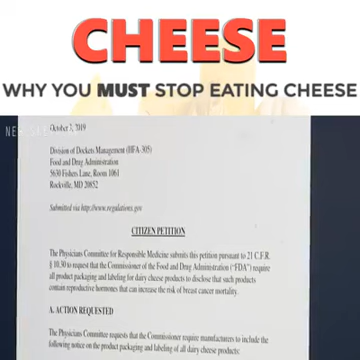 CHEESE
WHY YOU MUST STOP EATING CHEESE
October 3, 2019
Division of Dockets Management (HFA-305)
Food and Drug Administration
5630 Fishers Lane, Room 1061
Rockville, MD 20852
Submitted via http://www.regulations.gov
CITIZEN PETITION
The Physicians Committee for Responsible Medicine submits this petition pursuant to 21 C.F.R.
§ 10.30 to request that the Commissioner of the Food and Drug Administration ("FDA") require
all product packaging and labeling for dairy cheese products to disclose that such products
contain reproductive hormones that can increase the risk of breast cancer mortality.
A. ACTION REQUESTED
The Physicians Committee requests that the Commissioner require manufacturers to include the
following notice on the product packaging and labeling of all dairy cheese products: